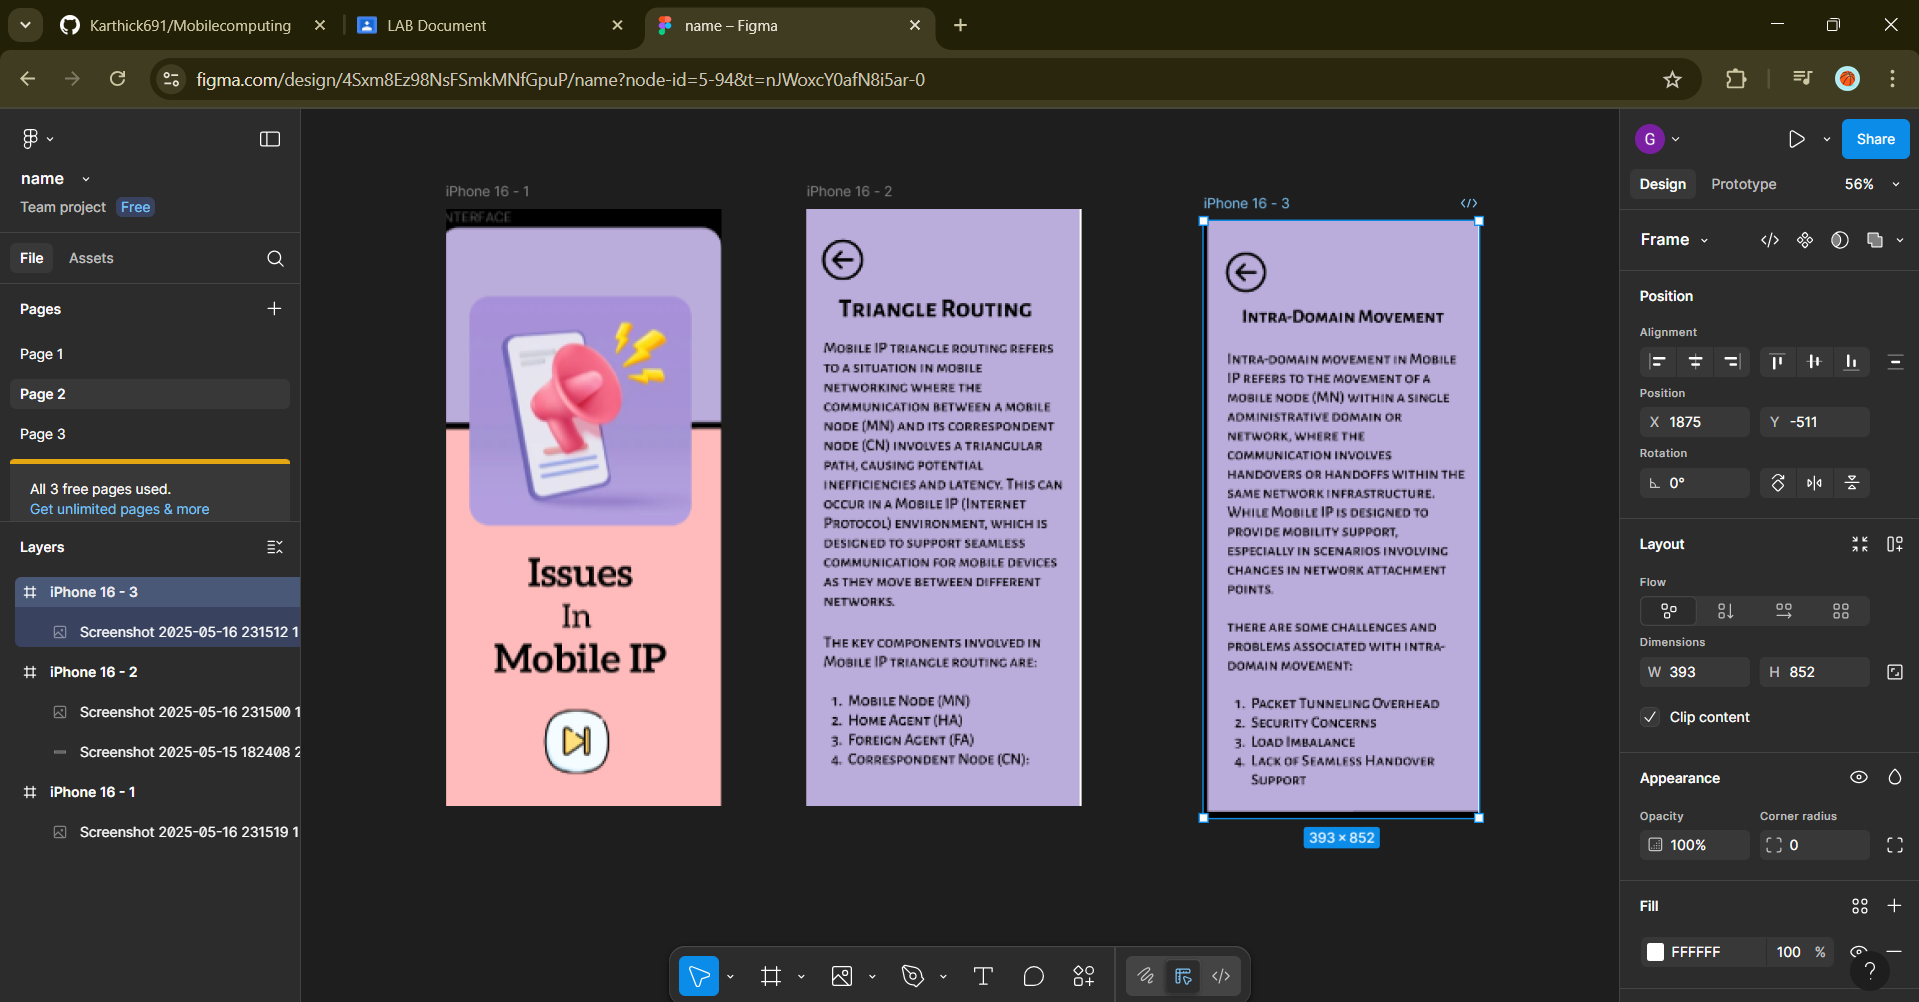 Karthick691/Mobilecomputing
LAB Document
name – Figma
figma.com/design/4Sxm8Ez98NsFSmkMNfGpuP/name?node-id=5-94&t=nJWoxcY0afN8i5ar-0
name
Team project Free
File Assets
Pages
Page 1
Page 2
Page 3
All 3 free pages used.
Get unlimited pages & more
Layers
iPhone 16 - 3
Screenshot 2025-05-16 231512 1
iPhone 16 - 2
Screenshot 2025-05-16 231500 1
Screenshot 2025-05-15 182408 2
iPhone 16 - 1
Screenshot 2025-05-16 231519 1
iPhone 16 - 1
NTERFACE
Issues
In
Mobile IP
iPhone 16 - 2
TRIANGLE ROUTING
MOBILE IP TRIANGLE ROUTING REFERS
TO A SITUATION IN MOBILE
NETWORKING WHERE THE
COMMUNICATION BETWEEN A MOBILE
NODE (MN) AND ITS CORRESPONDENT
NODE (CN) INVOLVES A TRIANGULAR
PATH, CAUSING POTENTIAL
INEFFICIENCIES AND LATENCY. THIS CAN
OCCUR IN A MOBILE IP (INTERNET
PROTOCOL) ENVIRONMENT, WHICH IS
DESIGNED TO SUPPORT SEAMLESS
COMMUNICATION FOR MOBILE DEVICES
AS THEY MOVE BETWEEN DIFFERENT
NETWORKS.
THE KEY COMPONENTS INVOLVED IN
MOBILE IP TRIANGLE ROUTING ARE:
1. MOBILE NODE (MN)
2. HOME AGENT (HA)
3. FOREIGN AGENT (FA)
4. CORRESPONDENT NODE (CN):
iPhone 16 - 3
INTRA-DOMAIN MOVEMENT
INTRA-DOMAIN MOVEMENT IN MOBILE
IP REFERS TO THE MOVEMENT OF A
MOBILE NODE (MN) WITHIN A SINGLE
ADMINISTRATIVE DOMAIN OR
NETWORK, WHERE THE
COMMUNICATION INVOLVES
HANDOVERS OR HANDOFFS WITHIN THE
SAME NETWORK INFRASTRUCTURE.
WHILE MOBILE IP IS DESIGNED TO
PROVIDE MOBILITY SUPPORT,
ESPECIALLY IN SCENARIOS INVOLVING
CHANGES IN NETWORK ATTACHMENT
POINTS.
THERE ARE SOME CHALLENGES AND
PROBLEMS ASSOCIATED WITH INTRA-
DOMAIN MOVEMENT:
1. PACKET TUNNELING OVERHEAD
2. SECURITY CONCERNS
3. LOAD IMBALANCE
4. LACK OF SEAMLESS HANDOVER
SUPPORT
393 × 852
G
Share
Design Prototype 56%
Frame
Position
Alignment
Position
X 1875 Y -511
Rotation
0°
Layout
Flow
Dimensions
W 393 H 852
Clip content
Appearance
Opacity Corner radius
100% 0
Fill
FFFFFF 100 %
?